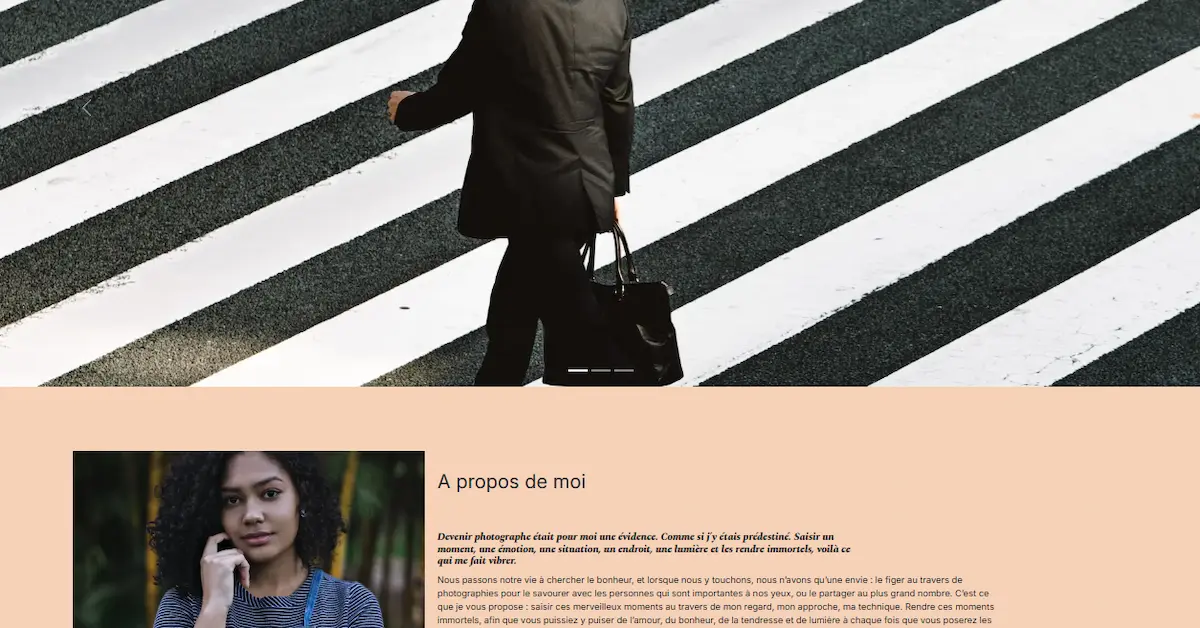 A propos de moi
Devenir photographe était pour moi une évidence. Comme si j'y étais prédestiné. Saisir un
moment, une émotion, une situation, un endroit, une lumière et les rendre immortels, voilà ce
qui me fait vibrer.
Nous passons notre vie à chercher le bonheur, et lorsque nous y touchons, nous n'avons qu'une envie : le figer au travers de
photographies pour le savourer avec les personnes qui sont importantes à nos yeux, ou le partager au plus grand nombre. C'est ce
que je vous propose : saisir ces merveilleux moments au travers de mon regard, mon approche, ma technique. Rendre ces moments
immortels, afin que vous puissiez y puiser de l'amour, du bonheur, de la tendresse et de lumière à chaque fois que vous poserez les